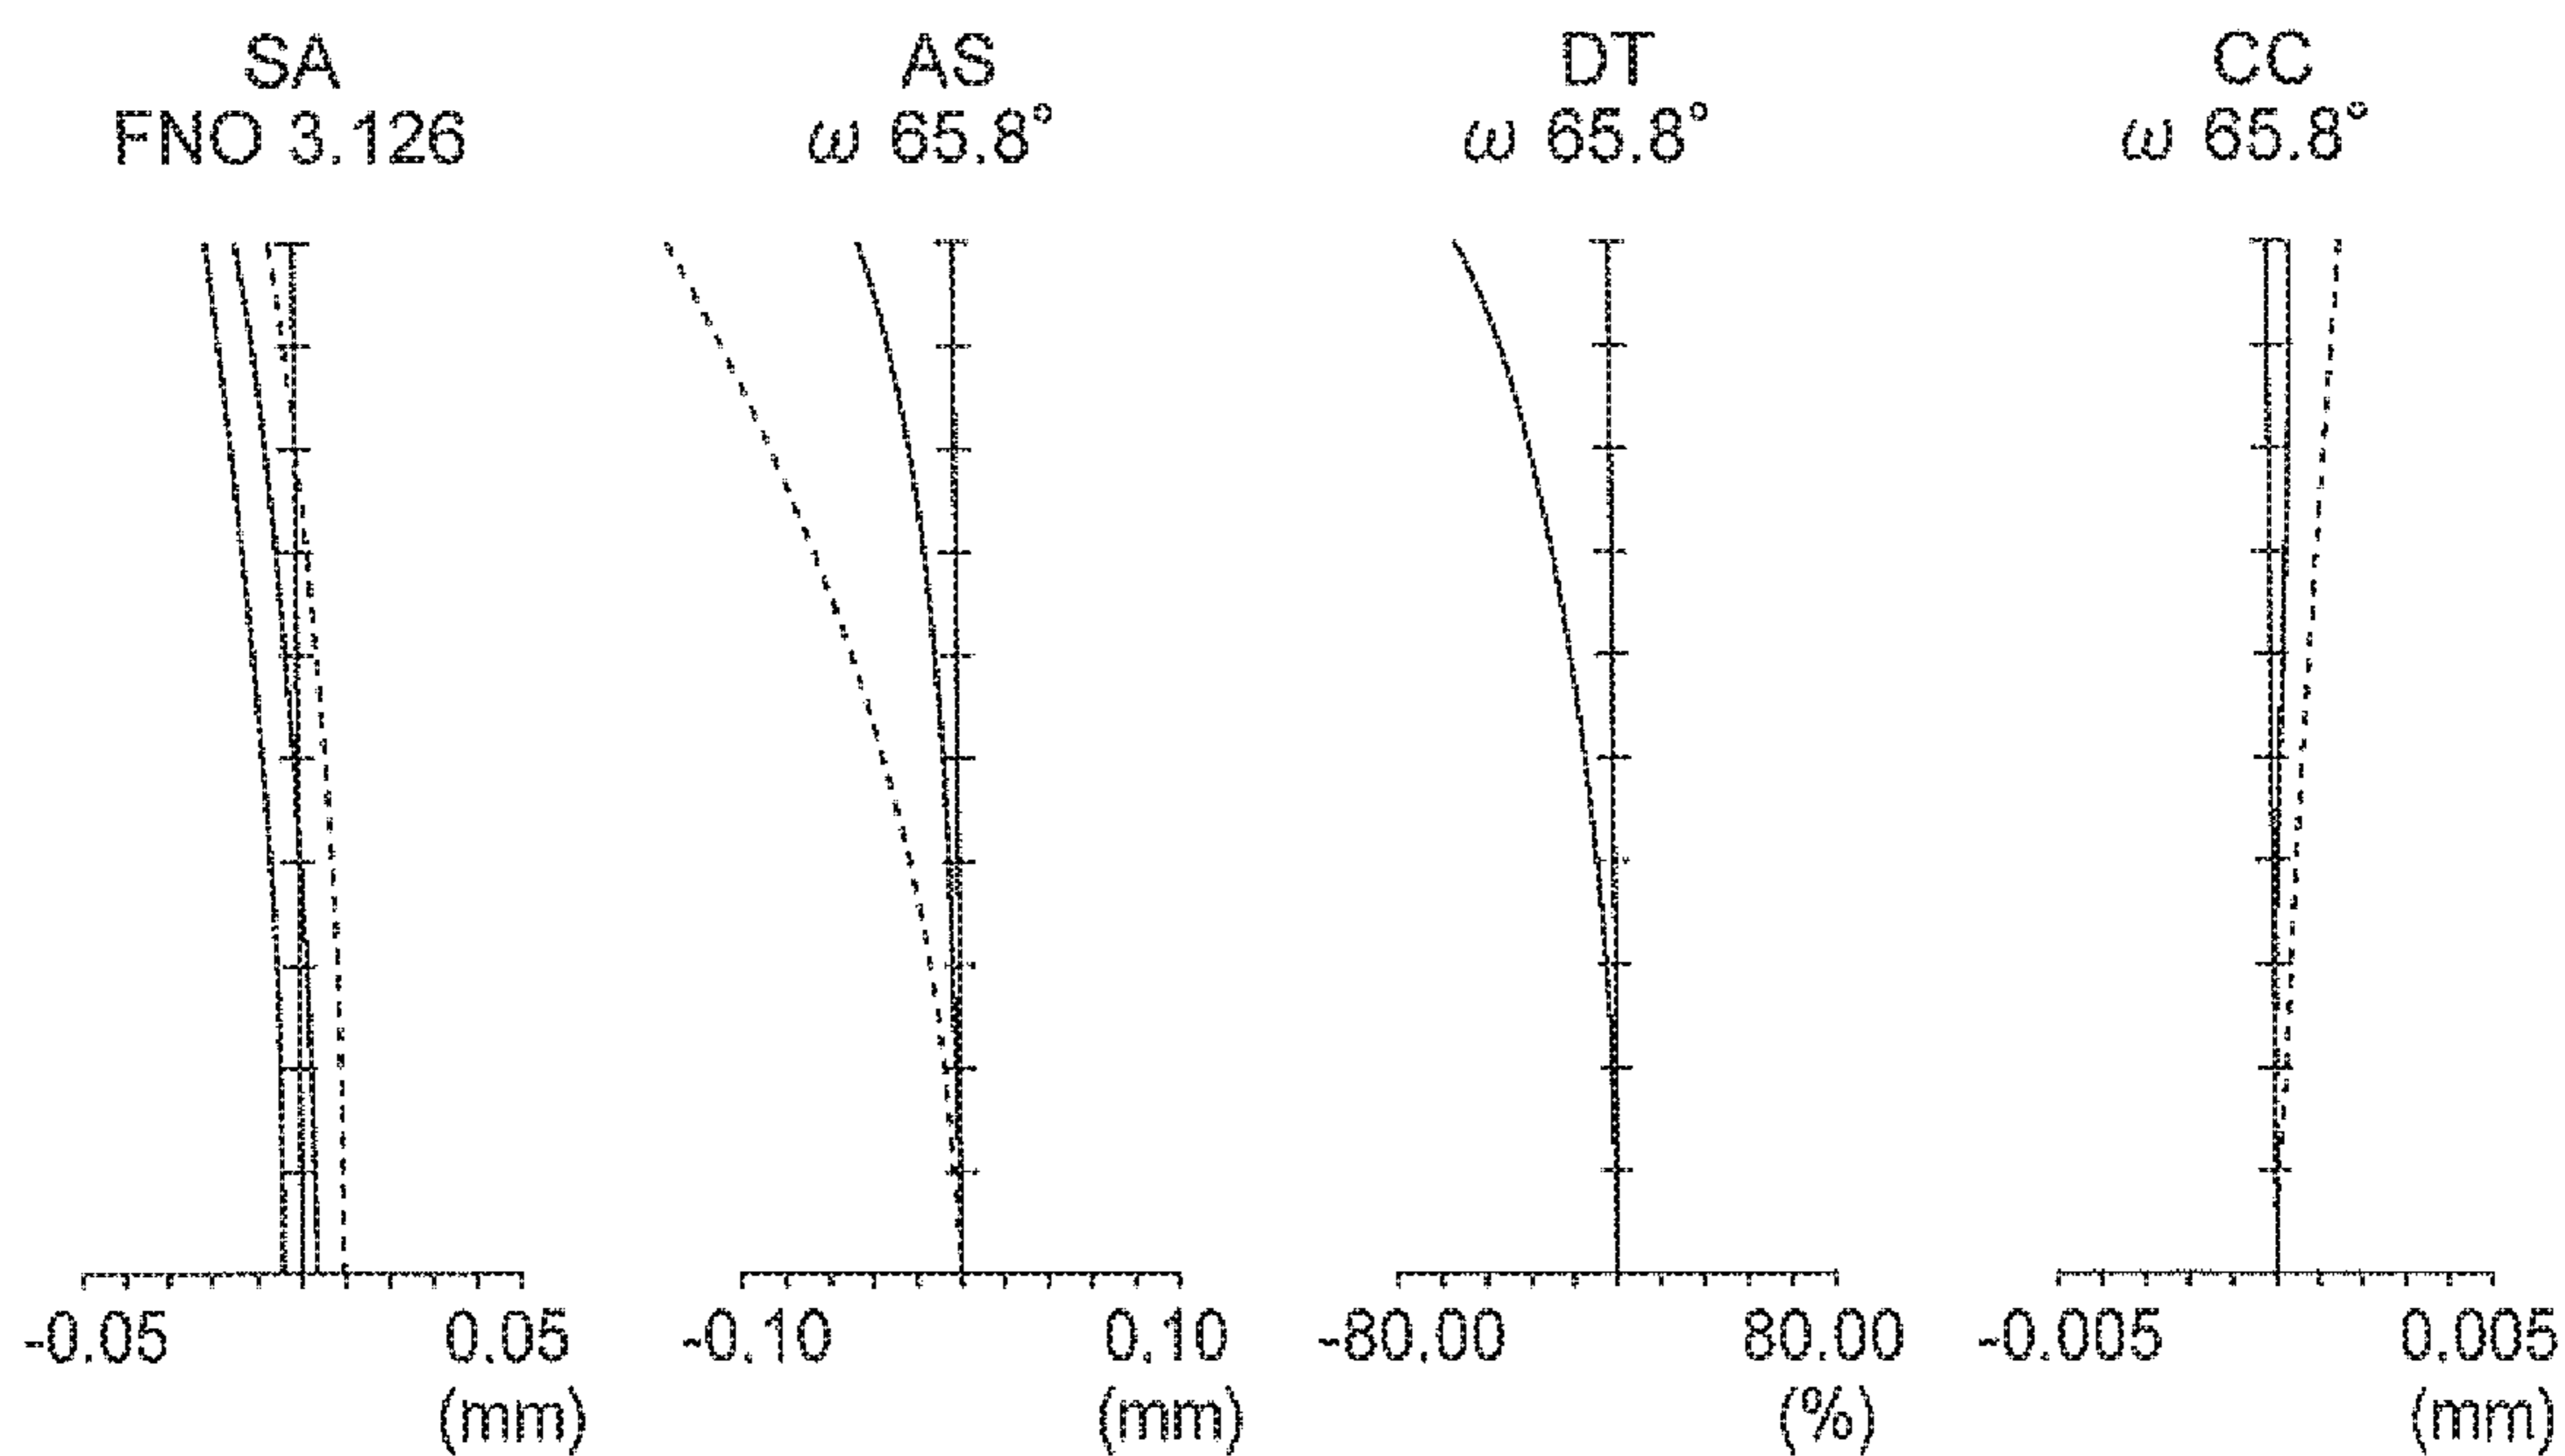 SA AS DT CC
FNO 3.126 ω 65.8° ω 65.8° ω 65.8°
-0.05 0.05 -0.10 0.10 -80.00 80.00 -0.005 0.005
(mm) (mm) (%) (mm)